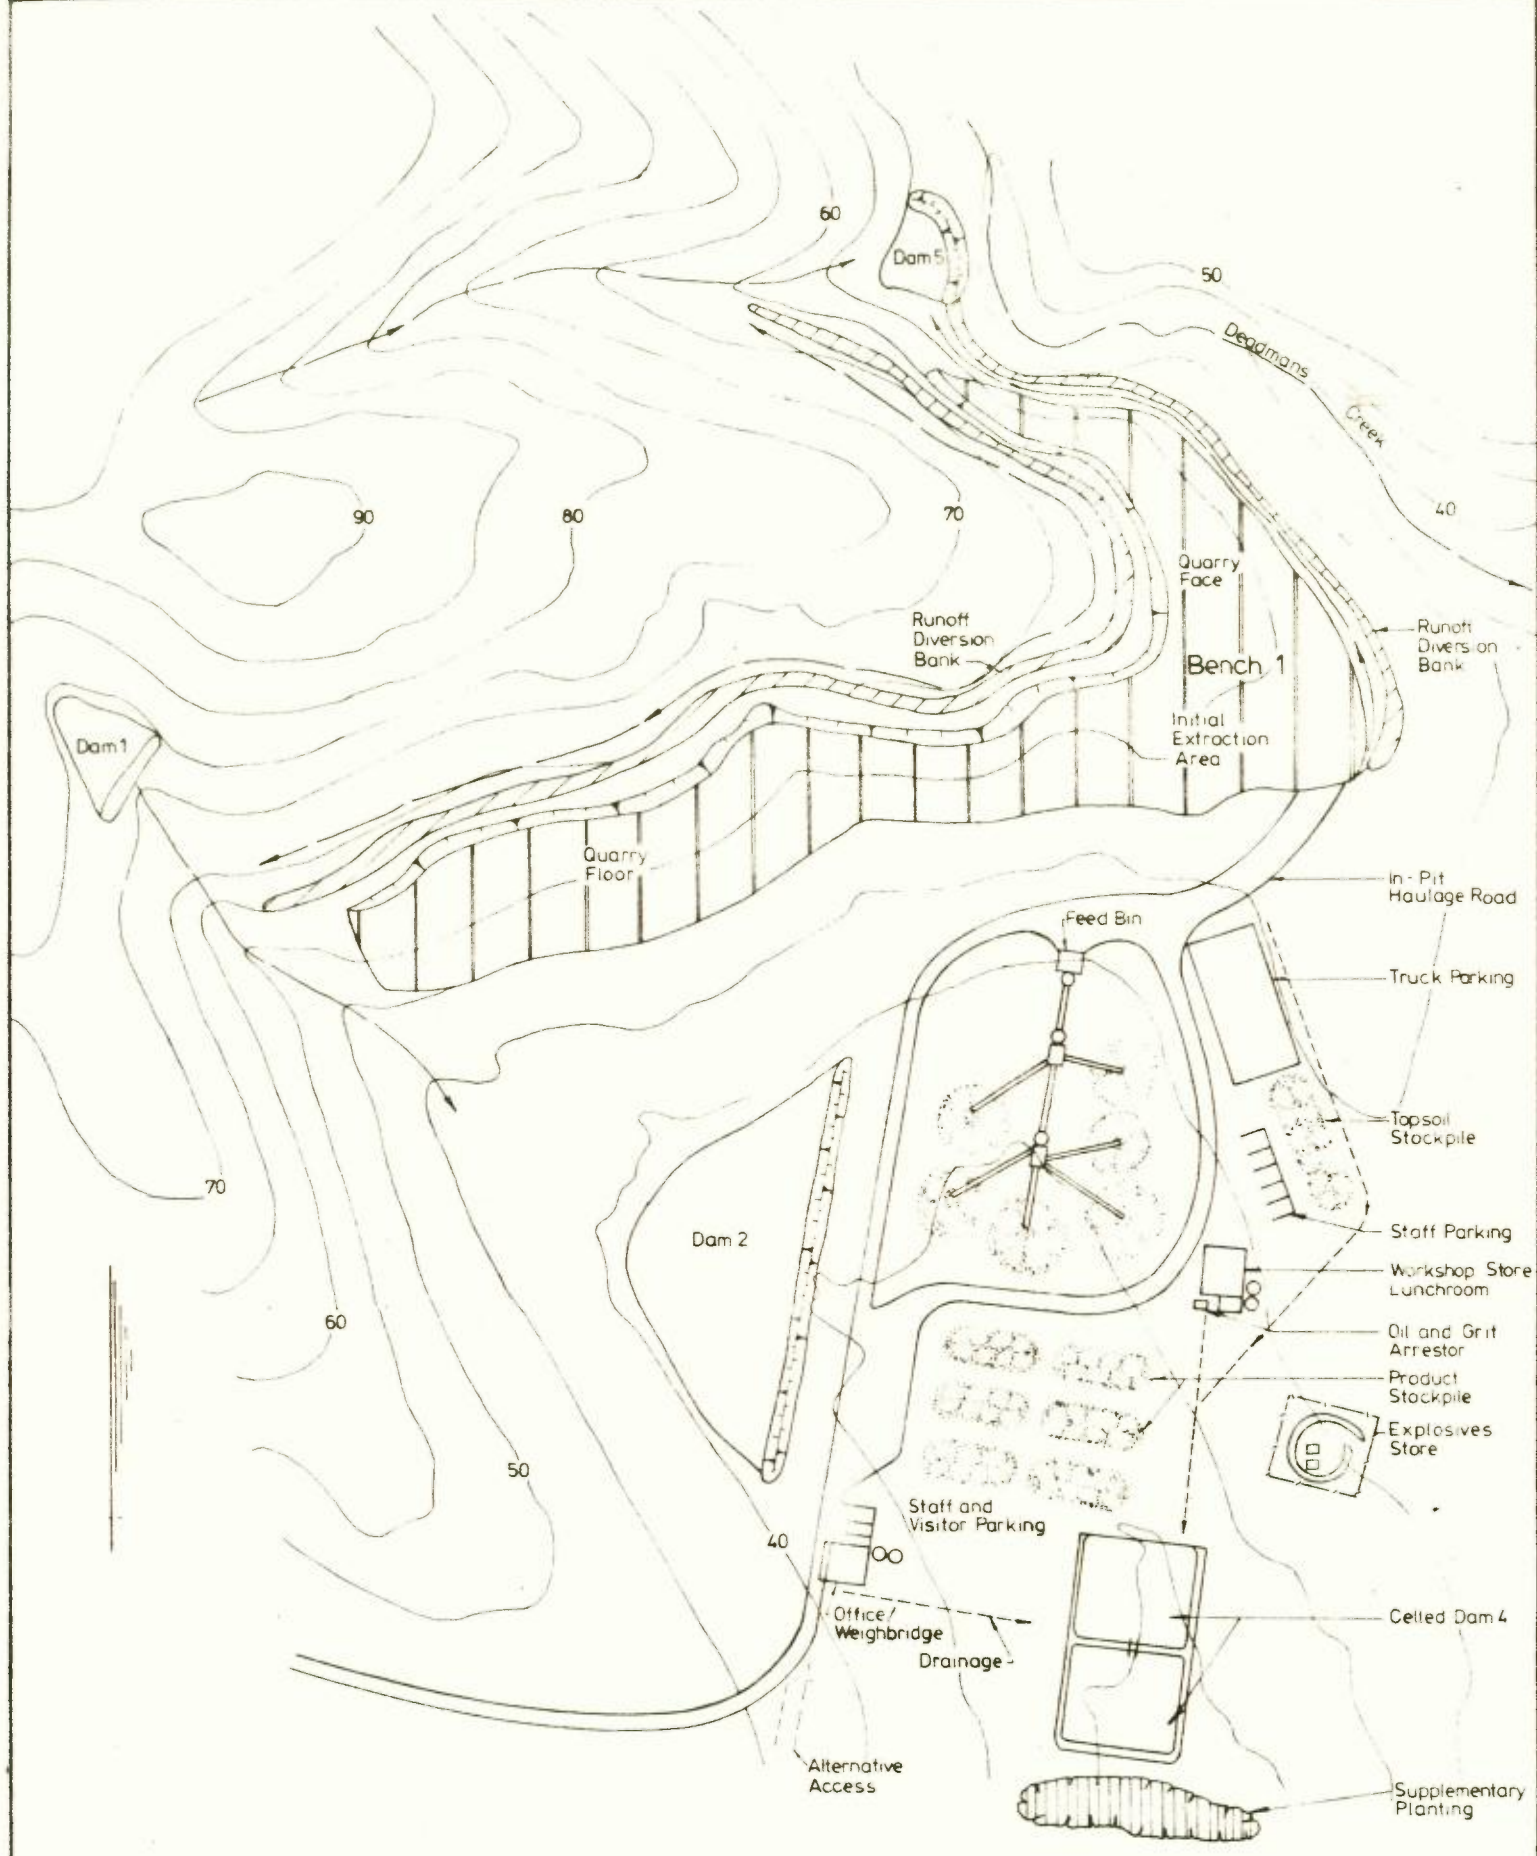 60
Dam 5
50
Deadmans
Creek
90
80
70
40
Quarry
Face
Runoff
Diversion
Bank
Runoff
Diversion
Bank
Bench 1
Initial
Extraction
Area
Dam 1
Quarry
Floor
In-Pit
Haulage Road
Feed Bin
Truck Parking
Topsoil
Stockpile
70
Dam 2
Staff Parking
Workshop Store
Lunchroom
60
Oil and Grit
Arrestor
Product
Stockpile
Explosives
Store
50
Staff and
Visitor Parking
40
Office/
Weighbridge
Drainage
Celled Dam 4
Alternative
Access
Supplementary
Planting